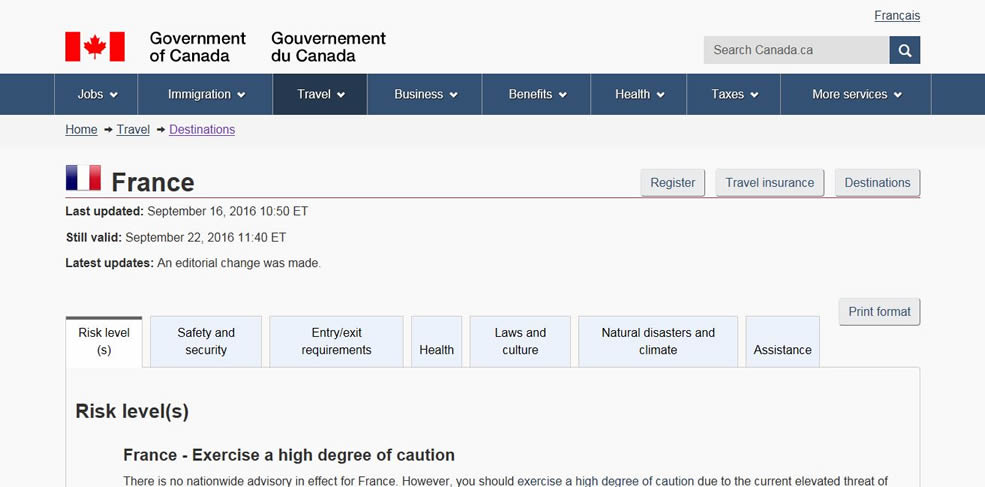 Français
Government of Canada
Gouvernement du Canada
Search Canada.ca
Jobs Immigration Travel Business Benefits Health Taxes More services
Home → Travel → Destinations
France
Register Travel insurance Destinations
Last updated: September 16, 2016 10:50 ET
Still valid: September 22, 2016 11:40 ET
Latest updates: An editorial change was made.
Print format
Risk level
(s)
Safety and
security
Entry/exit
requirements
Health
Laws and
culture
Natural disasters and
climate
Assistance
Risk level(s)
France - Exercise a high degree of caution
There is no nationwide advisory in effect for France. However, you should exercise a high degree of caution due to the current elevated threat of